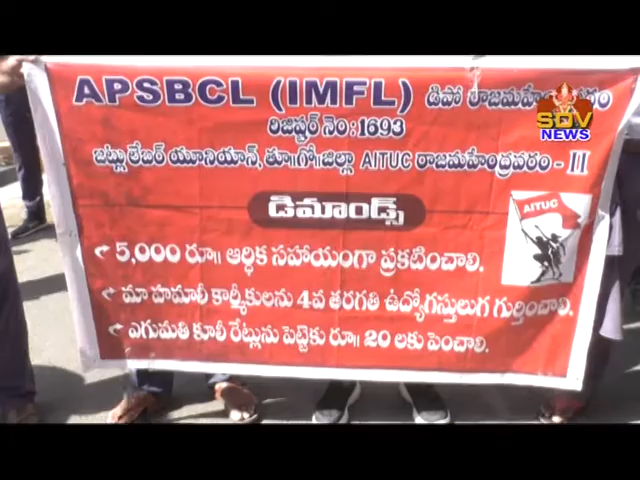 APSBCL (IMFL) డిపో రాజమహేంద్రవరం
రిజిష్టర్ నెం : 1693
జట్లులేబర్ యూనియన్, తూ॥గో॥జిల్లా AITUC రాజమహేంద్రవరం - II
డిమాండ్స్
AITUC
5,000 రూ॥ ఆర్ధిక సహాయంగా ప్రకటించాలి.
మా హమాలీ కార్మీకులను 4వ తరగతి ఉద్యోగస్తులుగ గుర్తించాలి.
ఎగుమతి కూలీ రేట్లును పెట్టెకు రూ॥ 20 లకు పెంచాలి.
SDV
NEWS